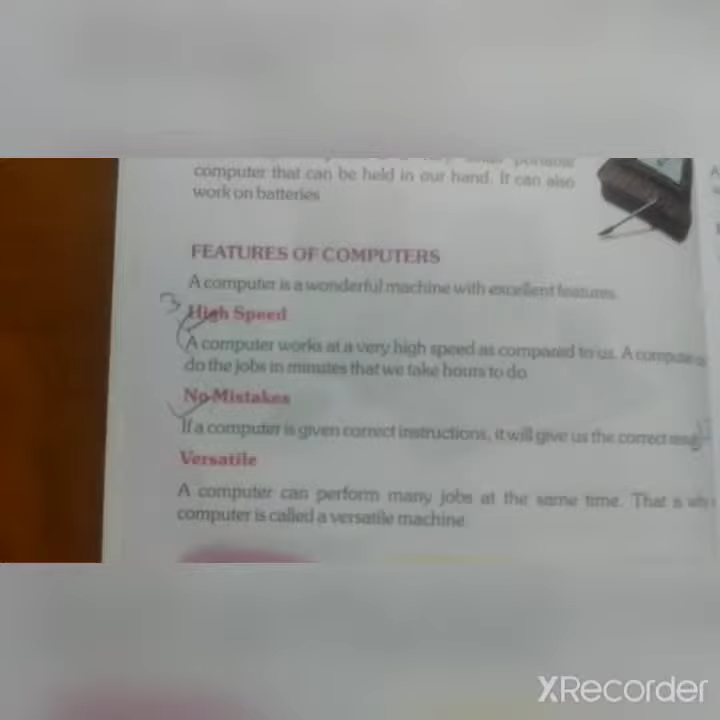 computer that can be held in our hand. It can also
work on batteries
FEATURES OF COMPUTERS
A computer is a wonderful machine with excellent features.
3
High Speed
A computer works at a very high speed as compared to us. A computer
do the jobs in minutes that we take hours to do
No Mistakes
If a computer is given correct instructions, it will give us the correct
Versatile
A computer can perform many jobs at the same time. That is why
computer is called a versatile machine
XRecorder